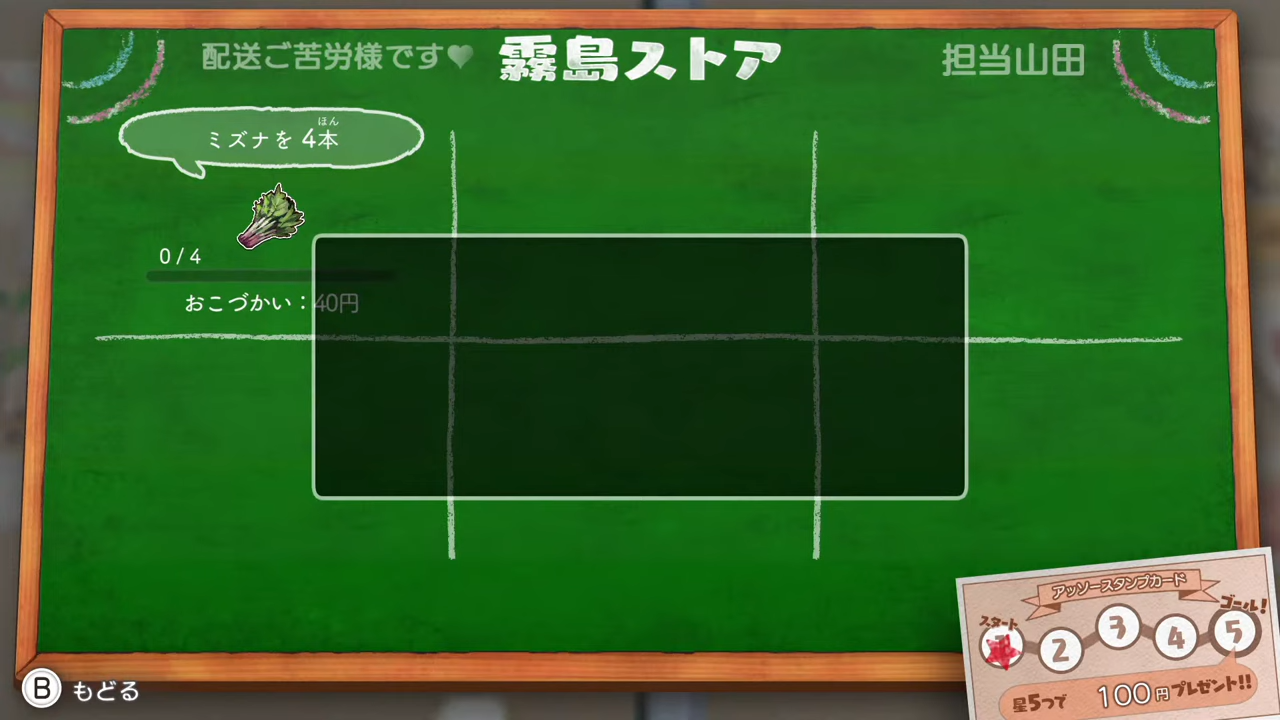 配送ご苦労様です♥
霧島ストア
担当山田
ほん
ミズナを 4本
0/4
おこづかい:40円
アッソースタンプカード
スタート
ゴール!
2
3
4
5
星5つで 100円プレゼント!!
B もどる